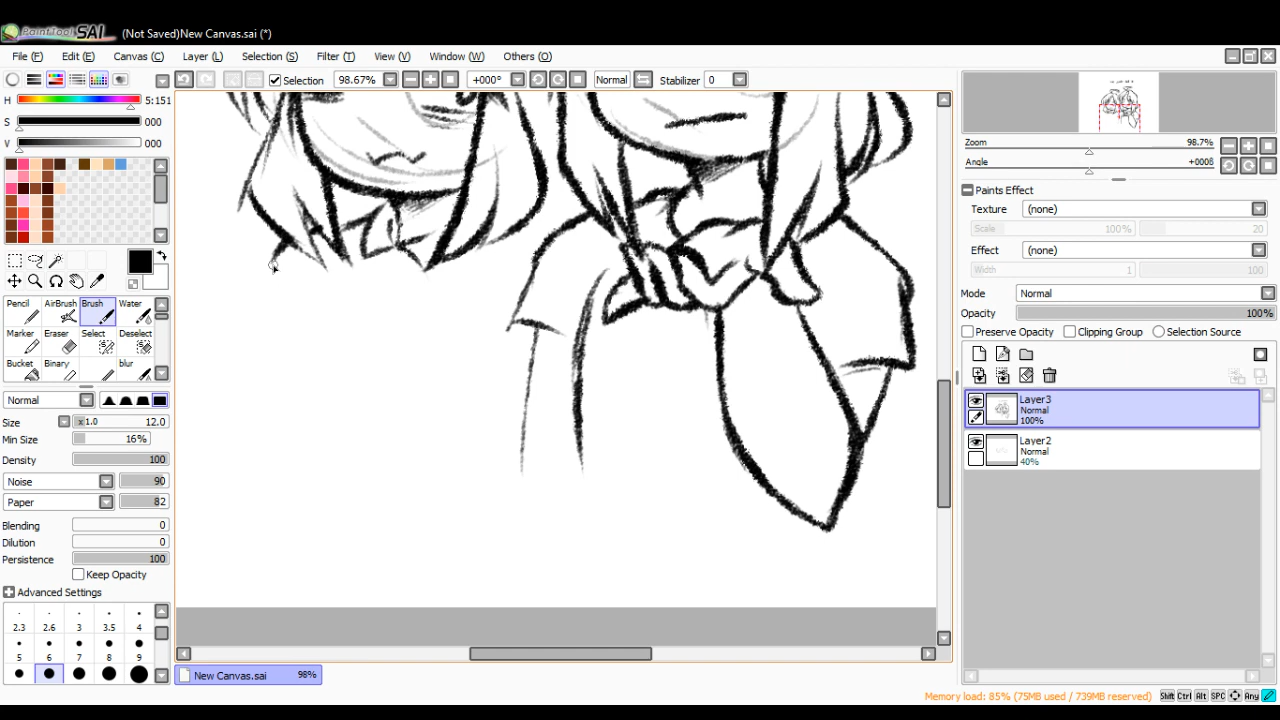 PaintTool SAI (Not Saved)New Canvas.sai (*)
File (F) Edit (E) Canvas (C) Layer (L) Selection (S) Filter (T) View (V) Window (W) Others (O)
Selection 98.67% +000° Normal Stabilizer 0
H 5:151
S 000
V 000
Pencil AirBrush Brush Water
Marker Eraser Select Deselect
Bucket Binary blur
Normal
Size x 1.0 12.0
Min Size 16%
Density 100
Noise 90
Paper 82
Blending 0
Dilution 0
Persistence 100
Keep Opacity
Advanced Settings
2.3 2.6 3 3.5 4
5 6 7 8 9
New Canvas.sai 98%
Zoom 98.7%
Angle +0008
Paints Effect
Texture (none)
Scale 100% 20
Effect (none)
Width 1 100
Mode Normal
Opacity 100%
Preserve Opacity Clipping Group Selection Source
Layer3
Normal
100%
Layer2
Normal
40%
Memory load: 85% (75MB used / 739MB reserved) Shift Ctrl Alt SPC Any